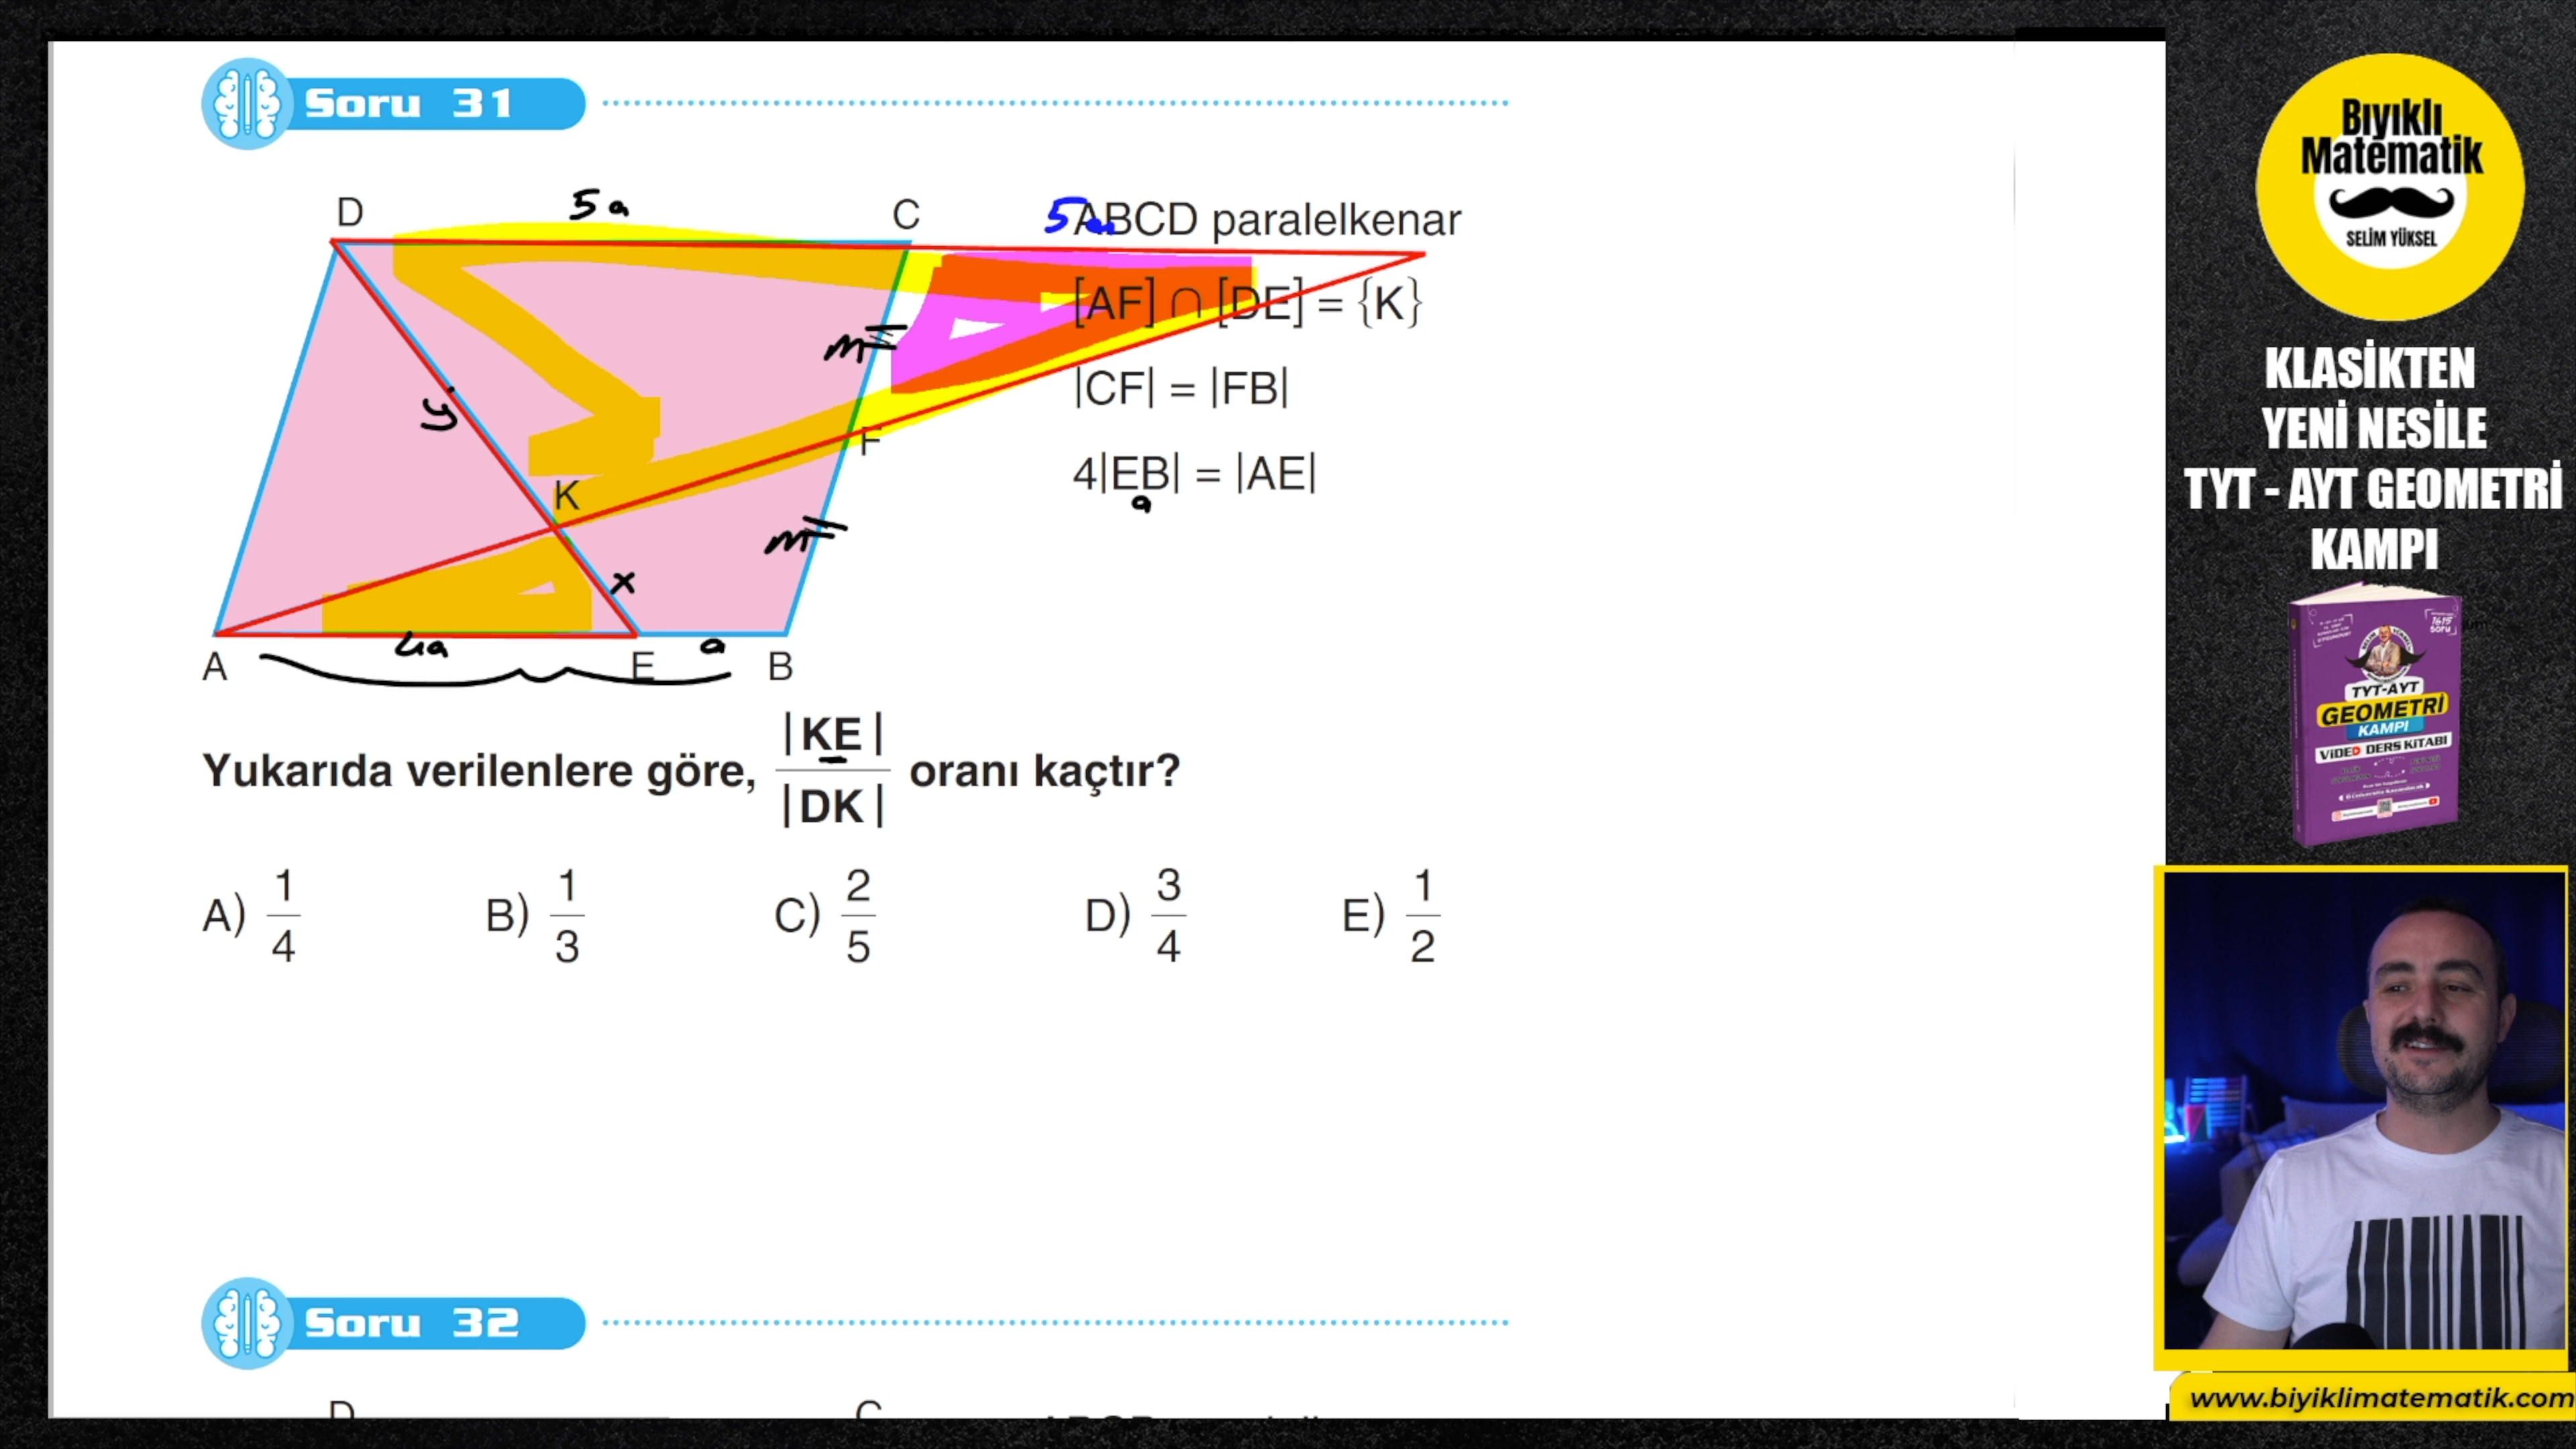 Soru 31
D
5a
C
5a
ABCD paralelkenar
[AF] ∩ [DE] = {K}
m
|CF| = |FB|
y
F
4|EB| = |AE|
a
K
m
x
4a
a
A
E
B
Yukarıda verilenlere göre, |KE| / |DK| oranı kaçtır?
A) 1/4 B) 1/3 C) 2/5 D) 3/4 E) 1/2
Soru 32
D
C
Bıyıklı
Matematik
SELİM YÜKSEL
KLASİKTEN
YENİ NESİLE
TYT - AYT GEOMETRİ
KAMPI
1615
soru
TYT-AYT
GEOMETRİ
KAMPI
VİDEO DERS KİTABI
www.biyiklimatematik.com